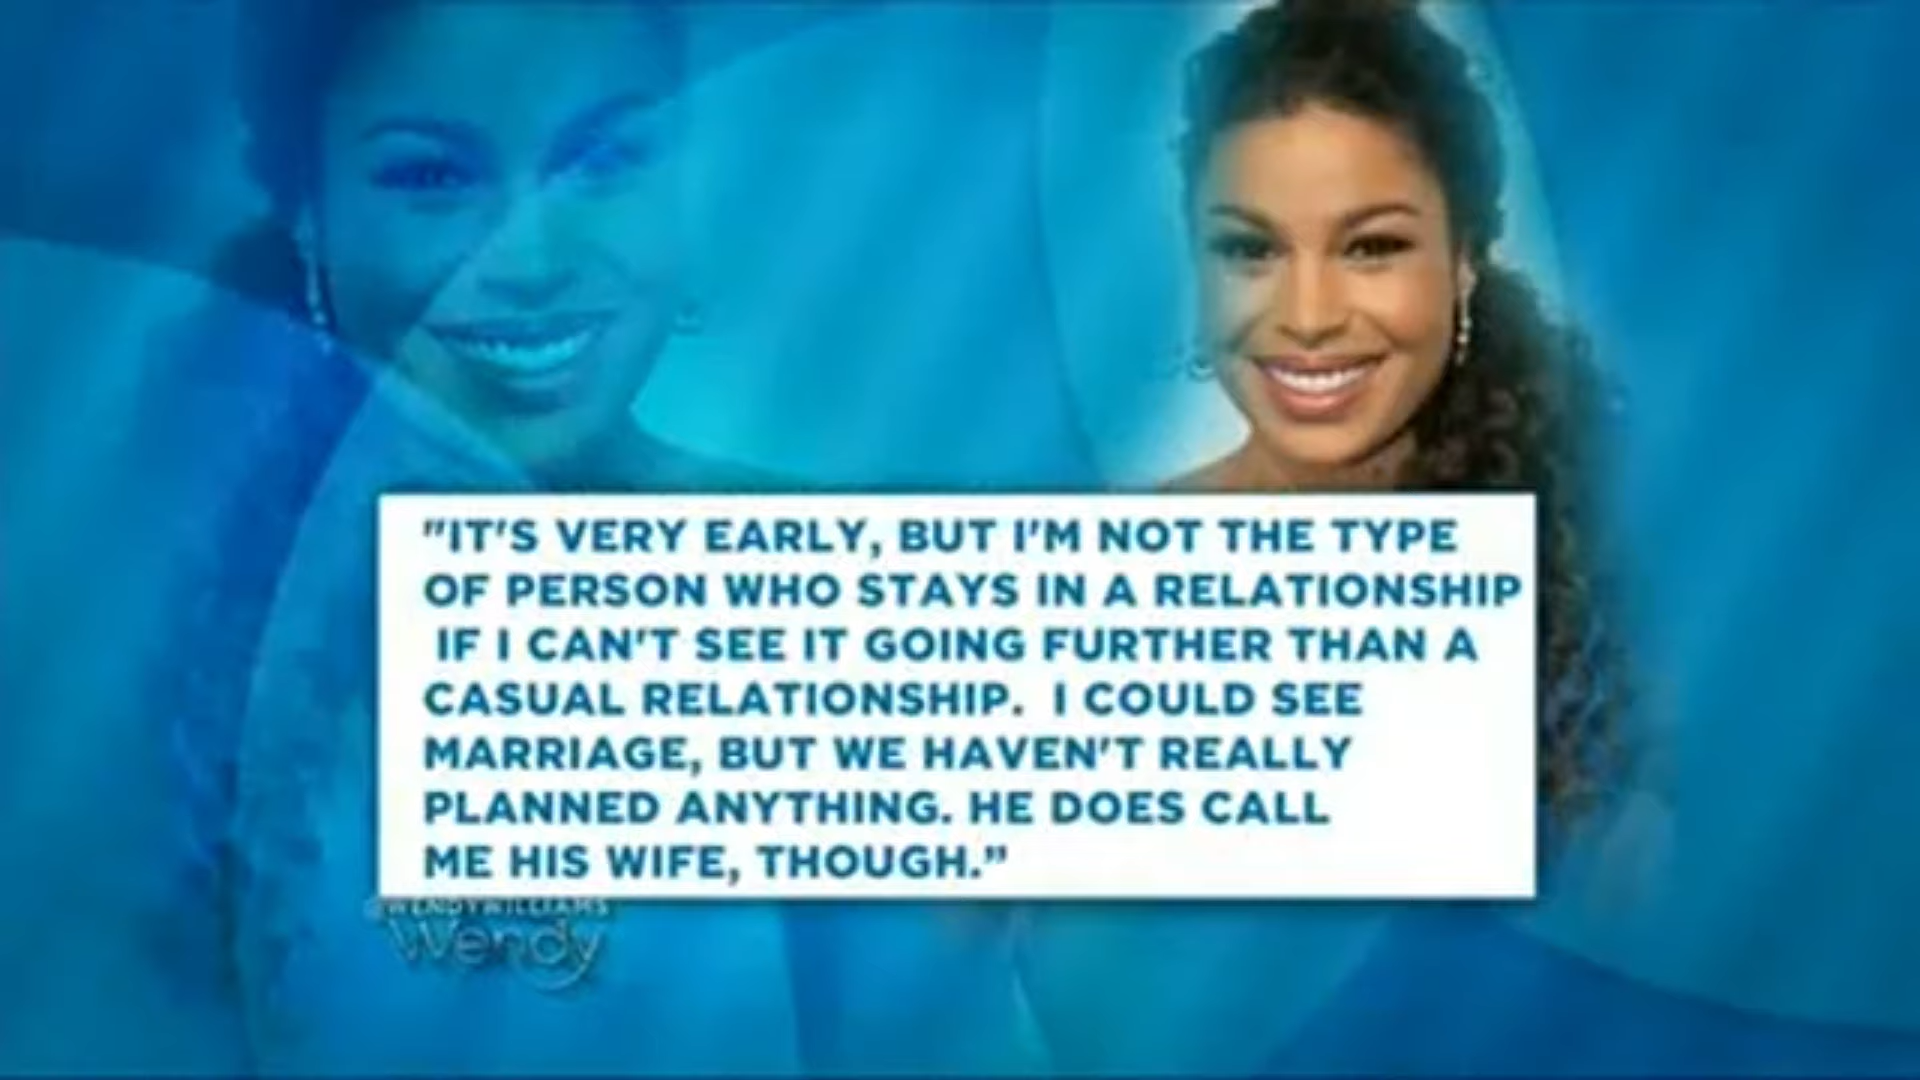 "IT'S VERY EARLY, BUT I'M NOT THE TYPE
OF PERSON WHO STAYS IN A RELATIONSHIP
IF I CAN'T SEE IT GOING FURTHER THAN A
CASUAL RELATIONSHIP. I COULD SEE
MARRIAGE, BUT WE HAVEN'T REALLY
PLANNED ANYTHING. HE DOES CALL
ME HIS WIFE, THOUGH.”
@WENDYWILLIAMS
Wendy